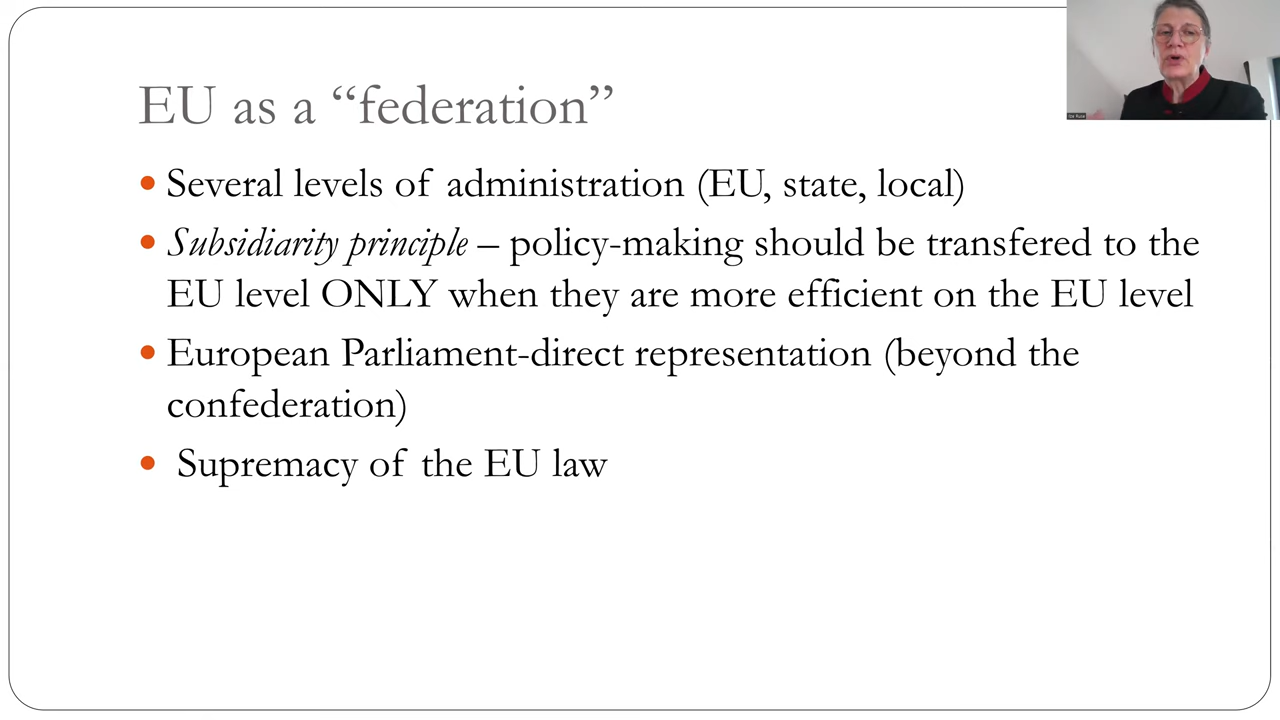 EU as a “federation”
Several levels of administration (EU, state, local)
Subsidiarity principle – policy-making should be transfered to the
EU level ONLY when they are more efficient on the EU level
European Parliament-direct representation (beyond the
confederation)
Supremacy of the EU law